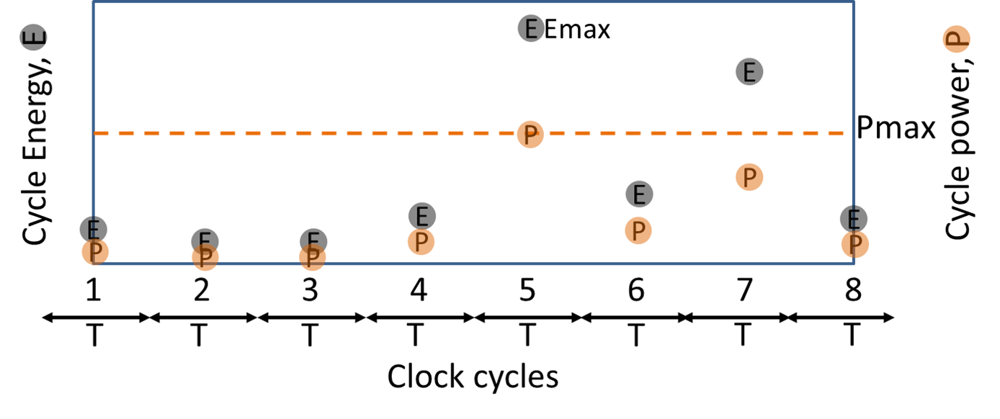 Cycle Energy, E
E Emax
E
P
Pmax
P
E
P
E
P
E
P
E
P
E
P
E
P
Cycle power, P
1 2 3 4 5 6 7 8
T T T T T T T T
Clock cycles